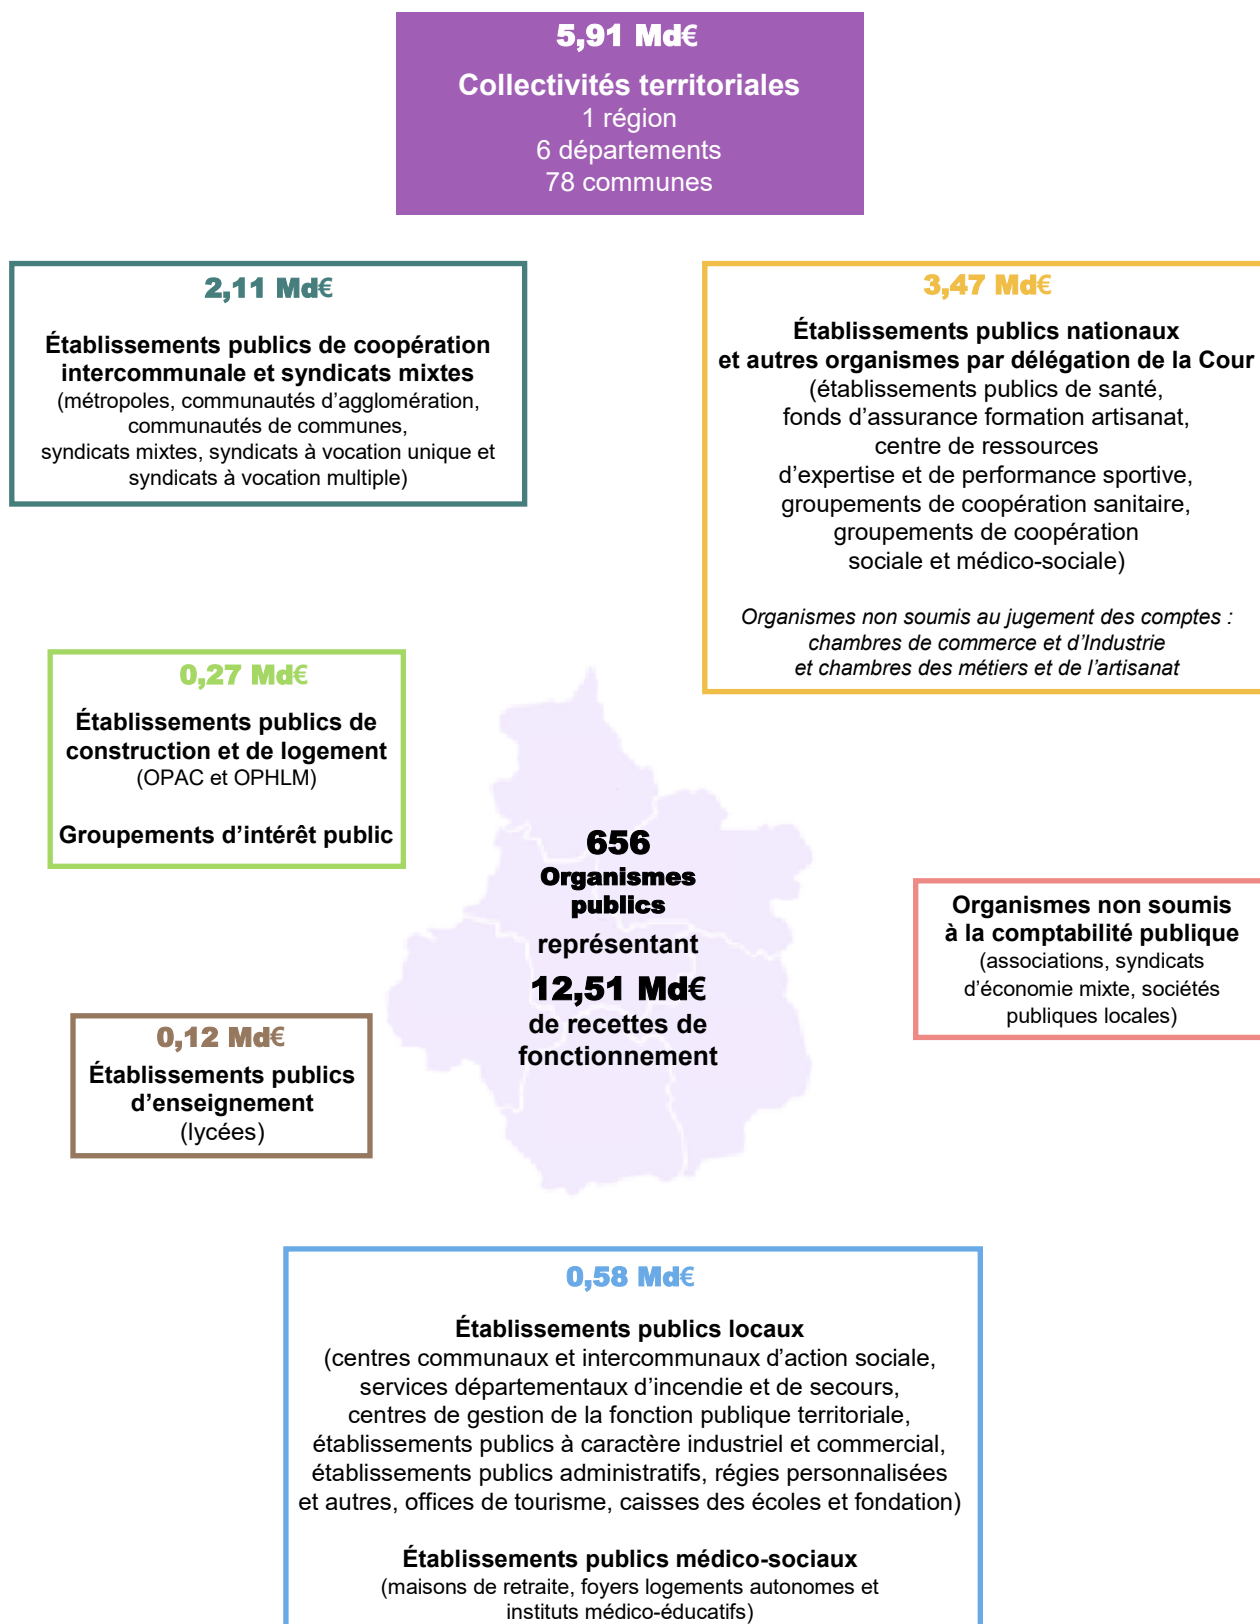 5,91 Md€
Collectivités territoriales
1 région
6 départements
78 communes
2,11 Md€
Établissements publics de coopération
intercommunale et syndicats mixtes
(métropoles, communautés d’agglomération,
communautés de communes,
syndicats mixtes, syndicats à vocation unique et
syndicats à vocation multiple)
3,47 Md€
Établissements publics nationaux
et autres organismes par délégation de la Cour
(établissements publics de santé,
fonds d’assurance formation artisanat,
centre de ressources
d’expertise et de performance sportive,
groupements de coopération sanitaire,
groupements de coopération
sociale et médico-sociale)
Organismes non soumis au jugement des comptes :
chambres de commerce et d’Industrie
et chambres des métiers et de l’artisanat
0,27 Md€
Établissements publics de
construction et de logement
(OPAC et OPHLM)
Groupements d’intérêt public
656
Organismes
publics
représentant
12,51 Md€
de recettes de
fonctionnement
Organismes non soumis
à la comptabilité publique
(associations, syndicats
d’économie mixte, sociétés
publiques locales)
0,12 Md€
Établissements publics
d’enseignement
(lycées)
0,58 Md€
Établissements publics locaux
(centres communaux et intercommunaux d’action sociale,
services départementaux d’incendie et de secours,
centres de gestion de la fonction publique territoriale,
établissements publics à caractère industriel et commercial,
établissements publics administratifs, régies personnalisées
et autres, offices de tourisme, caisses des écoles et fondation)
Établissements publics médico-sociaux
(maisons de retraite, foyers logements autonomes et
instituts médico-éducatifs)